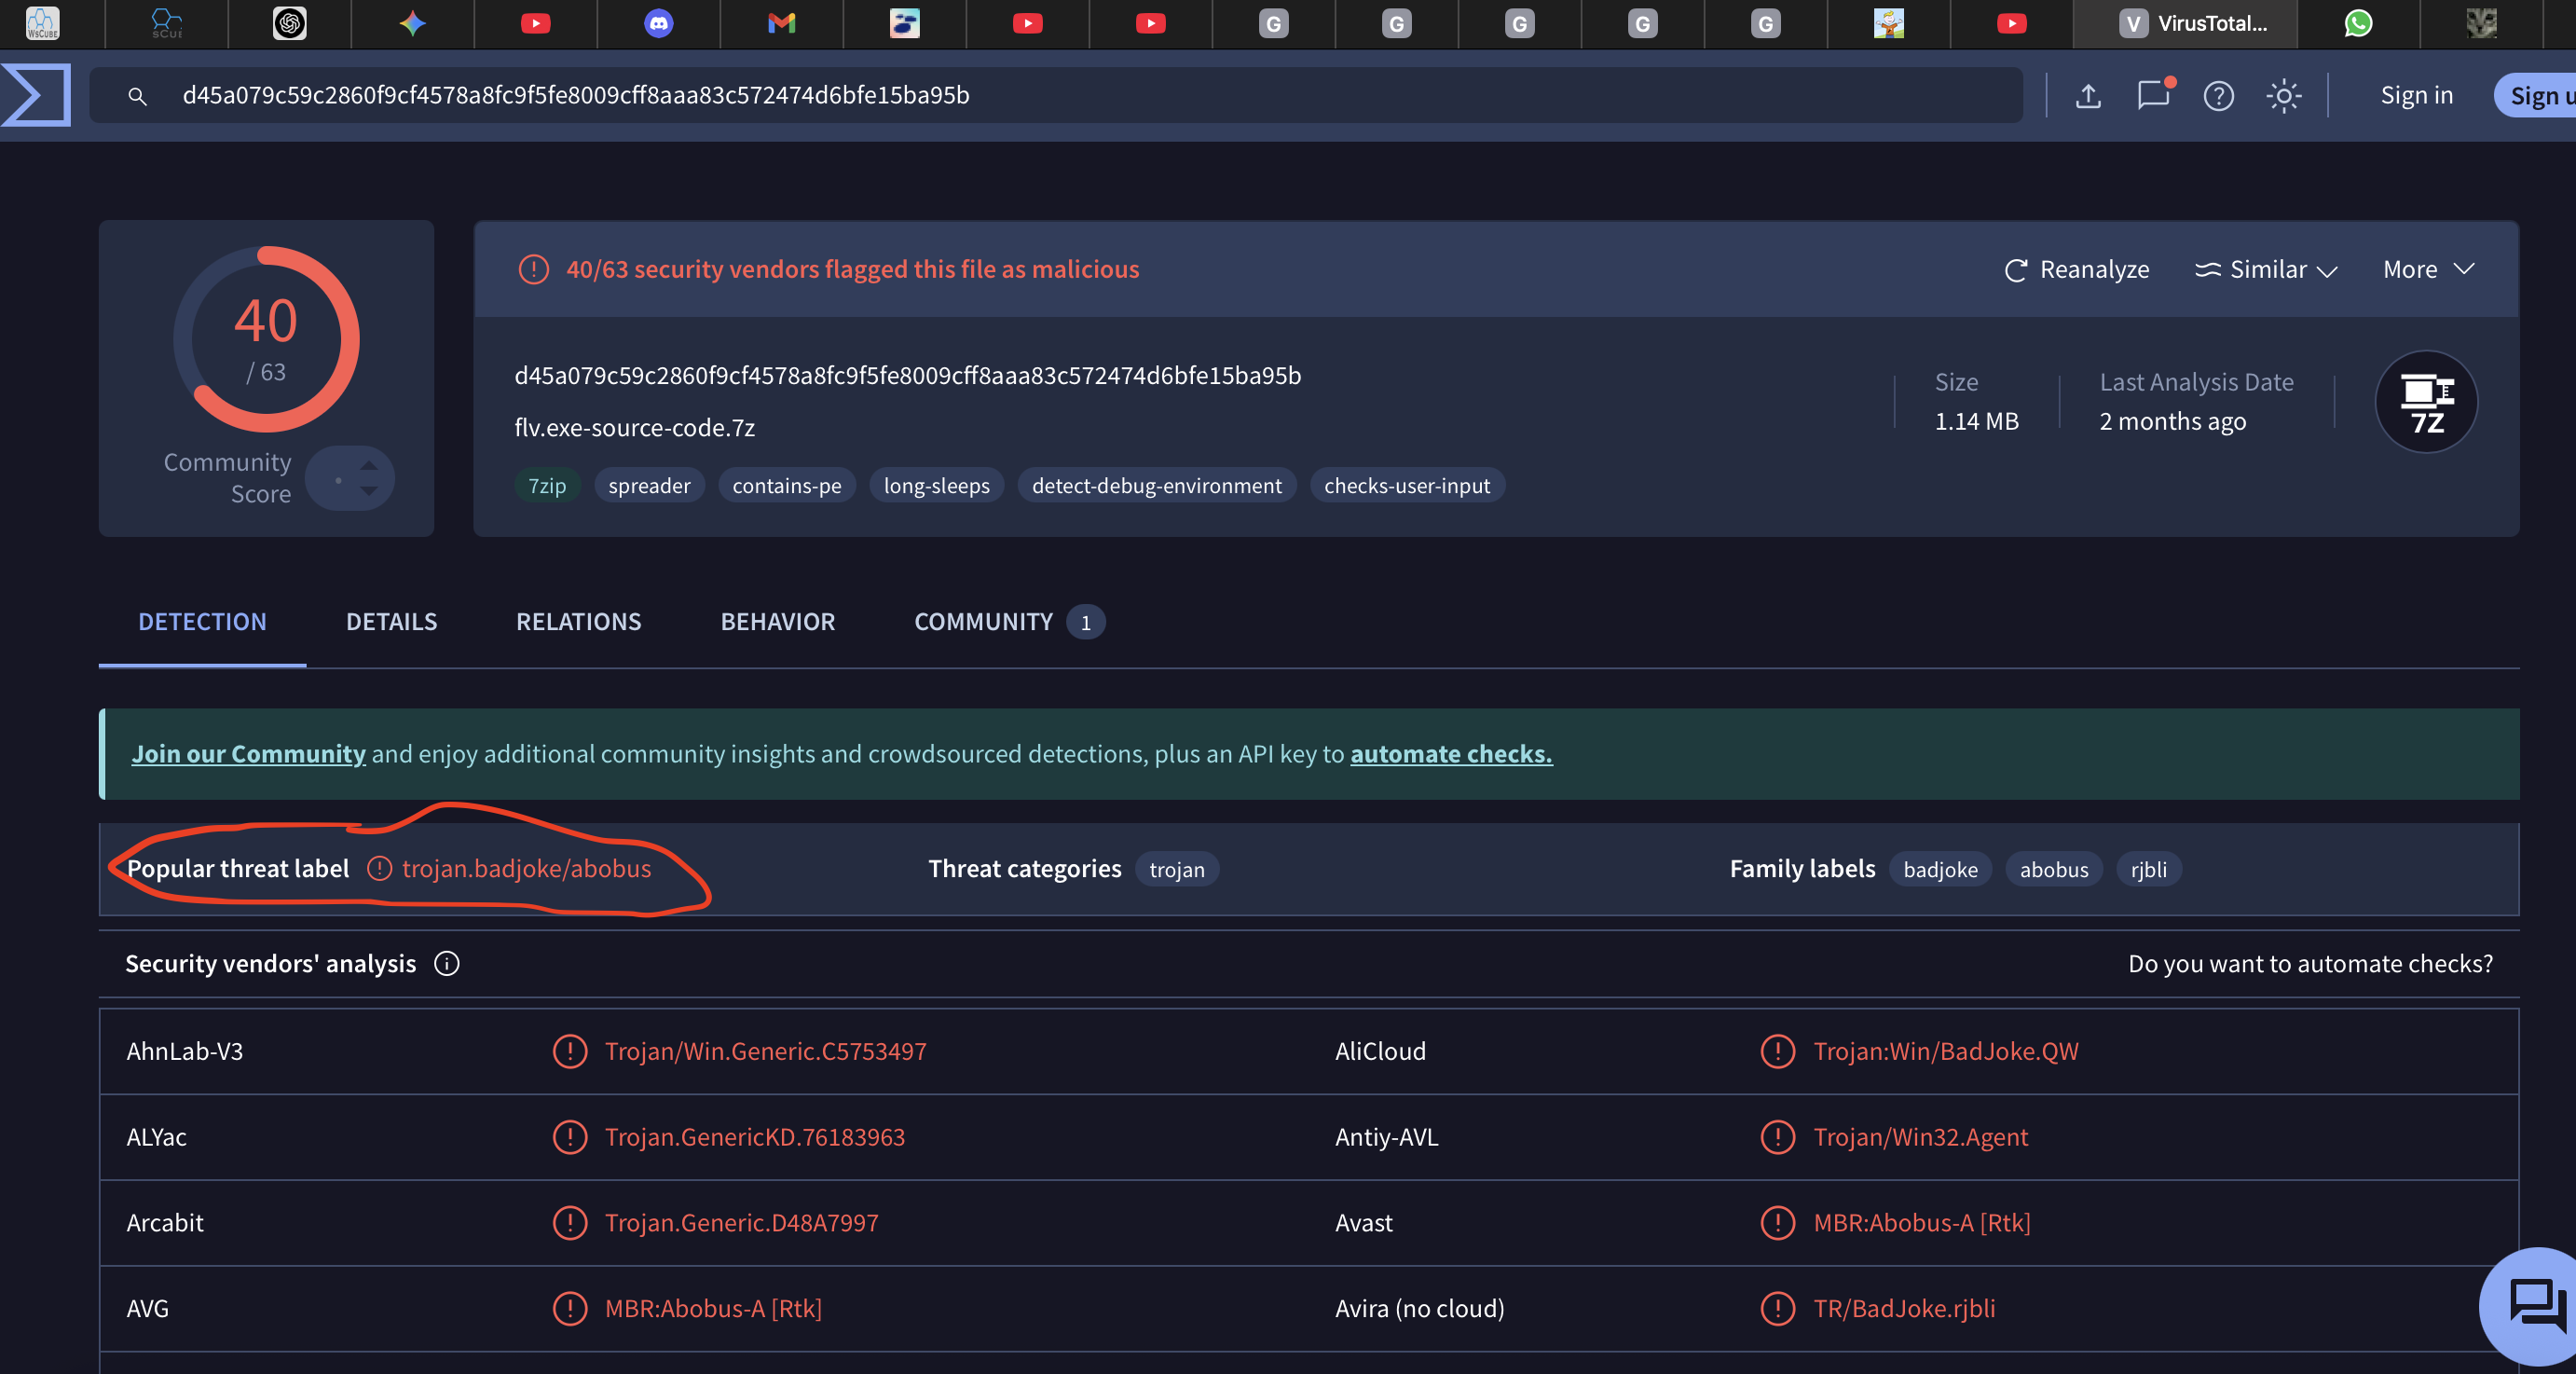 WsCUBE
sCUI
G G G G G V VirusTotal...
d45a079c59c2860f9cf4578a8fc9f5fe8009cff8aaa83c572474d6bfe15ba95b
Sign in
Sign u
40
/ 63
Community
Score
40/63 security vendors flagged this file as malicious
Reanalyze
Similar
More
d45a079c59c2860f9cf4578a8fc9f5fe8009cff8aaa83c572474d6bfe15ba95b
flv.exe-source-code.7z
7zip spreader contains-pe long-sleeps detect-debug-environment checks-user-input
Size
1.14 MB
Last Analysis Date
2 months ago
7Z
DETECTION DETAILS RELATIONS BEHAVIOR COMMUNITY 1
Join our Community and enjoy additional community insights and crowdsourced detections, plus an API key to automate checks.
Popular threat label trojan.badjoke/abobus
Threat categories trojan
Family labels badjoke abobus rjbli
Security vendors' analysis
Do you want to automate checks?
AhnLab-V3 Trojan/Win.Generic.C5753497 AliCloud Trojan:Win/BadJoke.QW
ALYac Trojan.GenericKD.76183963 Antiy-AVL Trojan/Win32.Agent
Arcabit Trojan.Generic.D48A7997 Avast MBR:Abobus-A [Rtk]
AVG MBR:Abobus-A [Rtk] Avira (no cloud) TR/BadJoke.rjbli